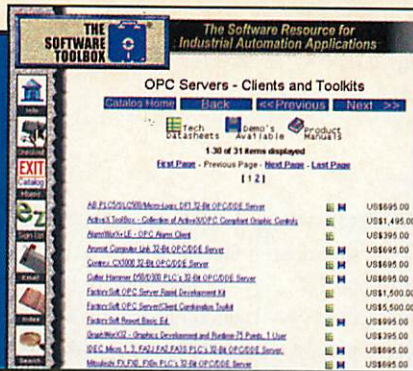 THE
SOFTWARE
TOOLBOX
The Software Resource for
Industrial Automation Applications
OPC Servers - Clients and Toolkits
Catalog Home Back <<Previous Next >>
Tech
Datasheets
Demo's
Available
Product
Manuals
1-30 of 31 items displayed
First Page - Previous Page - Next Page - Last Page
[ 1 2 ]
AB PLC5/SLC500/MicroLogix DF1 32-Bit OPC/DDE Server US$695.00
ActiveX ToolBox - Collection of ActiveX/OPC Compliant Graphic Controls US$1,495.00
AlarmWorX+LE - OPC Alarm Client US$395.00
Aromat Computer Link 32-Bit OPC/DDE Server US$695.00
Contrex CX1000 32-Bit OPC/DDE Server US$695.00
Cutler Hammer D50/D300 PLC's 32-Bit OPC/DDE Server US$695.00
FactorySoft OPC Server Rapid Development Kit US$1,500.00
FactorySoft OPC Server/Client Combination Toolkit US$5,500.00
FactorySoft Report Basic Ed. US$995.00
GraphWorX32 - Graphics Development and Runtime-75 Points, 1 User US$395.00
IDEC Micro 1, 3, FA2J,FA2,FA3S PLC's 32-Bit OPC/DDE Server US$695.00
Mitsubishi FX,FX0, FX0n PLC's 32-Bit OPC/DDE Server US$695.00
Info
Checkout
EXIT
Catalog
Home
ez
Sign Up
Email
Index
Search